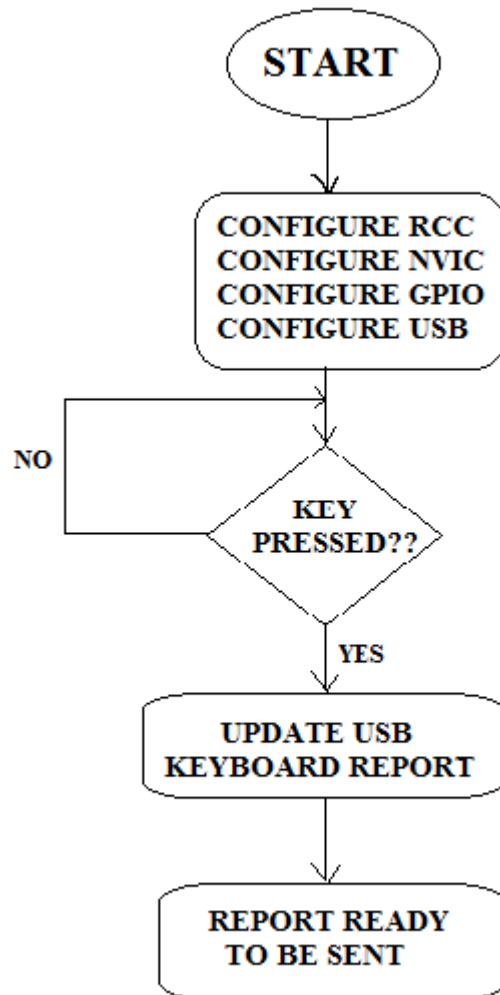 START
CONFIGURE RCC
CONFIGURE NVIC
CONFIGURE GPIO
CONFIGURE USB
NO
KEY
PRESSED??
YES
UPDATE USB
KEYBOARD REPORT
REPORT READY
TO BE SENT